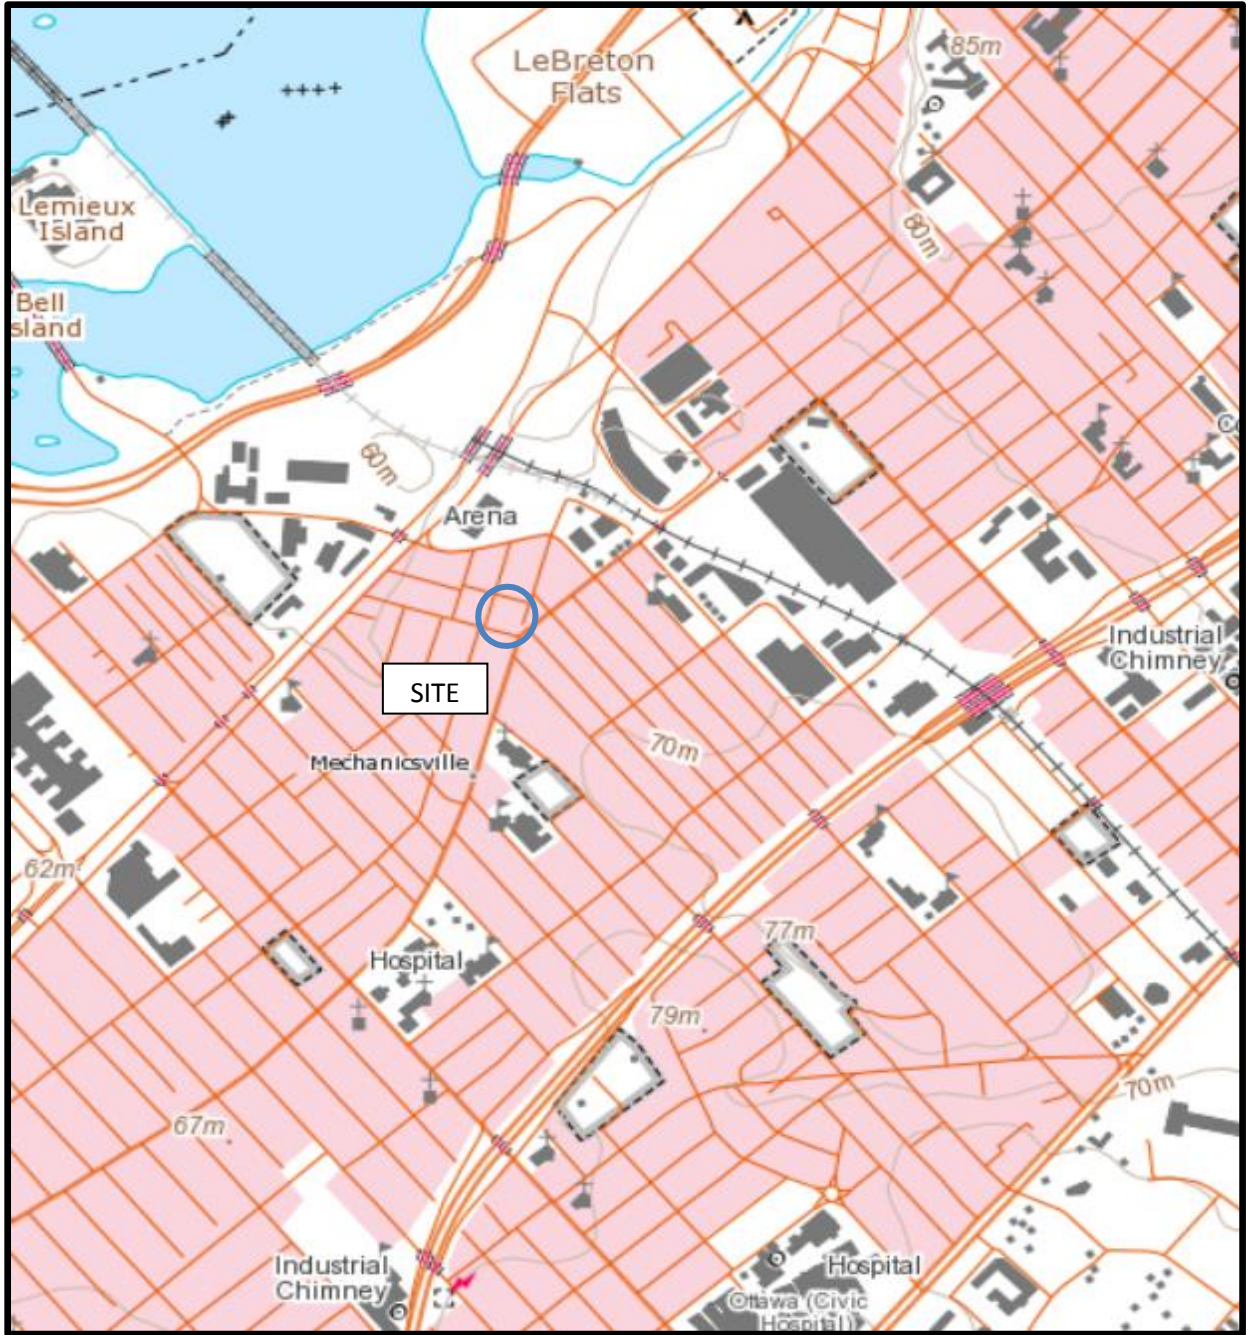 85m
LeBreton
Flats
Lemieux
Island
80m
Bell
sland
60m
Arena
Industrial
Chimney
SITE
70m
Mechanicsville
62m
77m
Hospital
79m
70m
67m
Industrial
Chimney
Hospital
Ottawa (Civic
Hospital)